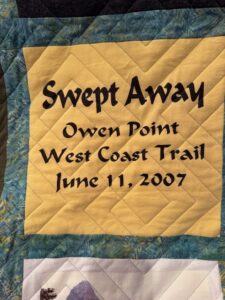 Swept Away
Owen Point
West Coast Trail
June 11, 2007